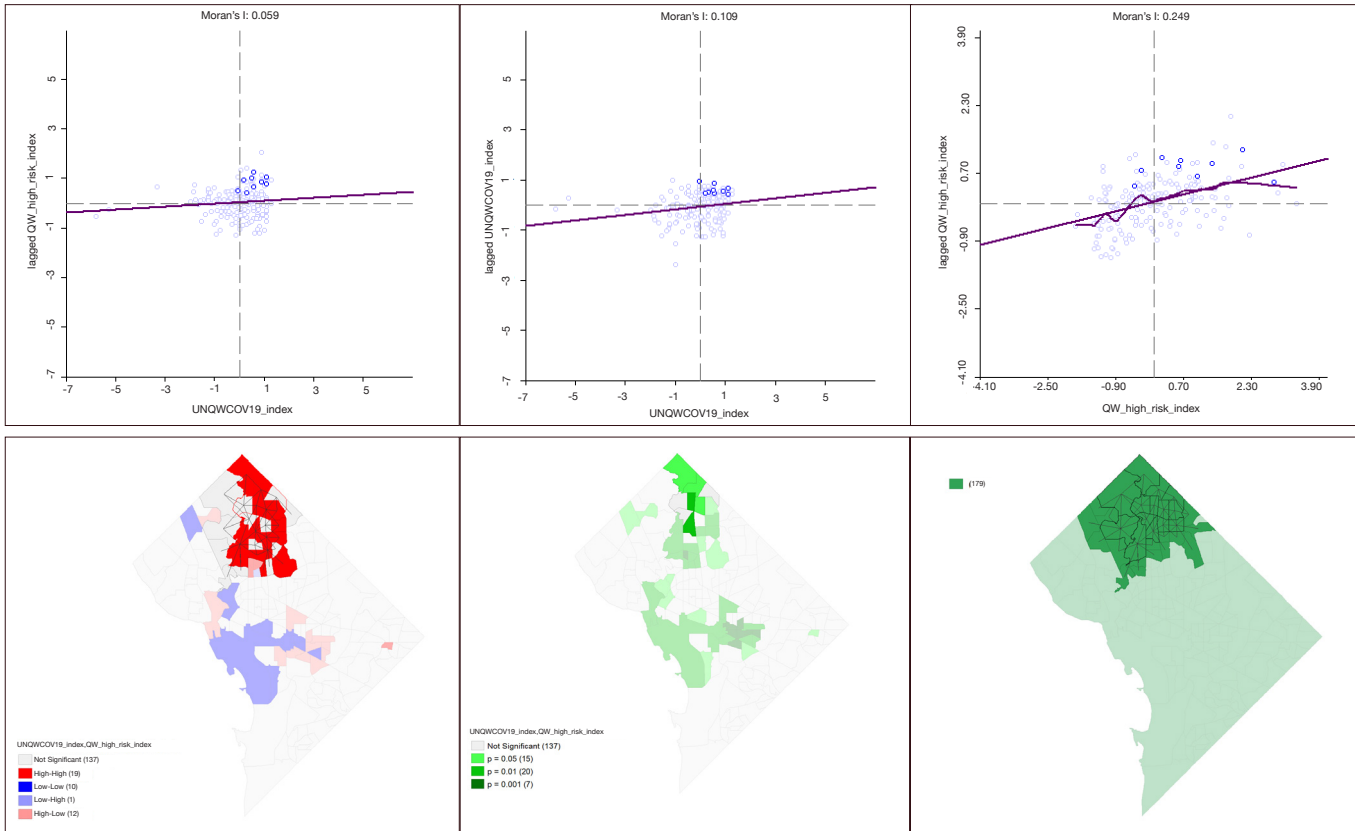 Moran's I: 0.059
lagged QW_high_risk_index
5
3
1
-1
-3
-5
-7
-7
-5
-3
-1
1
3
5
UNQWCOV19_index
Moran's I: 0.109
lagged UNQWCOV19_index
5
3
1
-1
-3
-5
-7
-7
-5
-3
-1
1
3
5
UNQWCOV19_index
Moran's I: 0.249
lagged QW_high_risk_index
3.90
2.30
0.70
-0.90
-2.50
-4.10
-4.10
-2.50
-0.90
0.70
2.30
3.90
QW_high_risk_index
UNQWCOV19_index,QW_high_risk_index
Not Significant (137)
High-High (19)
Low-Low (10)
Low-High (1)
High-Low (12)
UNQWCOV19_index,QW_high_risk_index
Not Significant (137)
p = 0.05 (15)
p = 0.01 (20)
p = 0.001 (7)
(179)